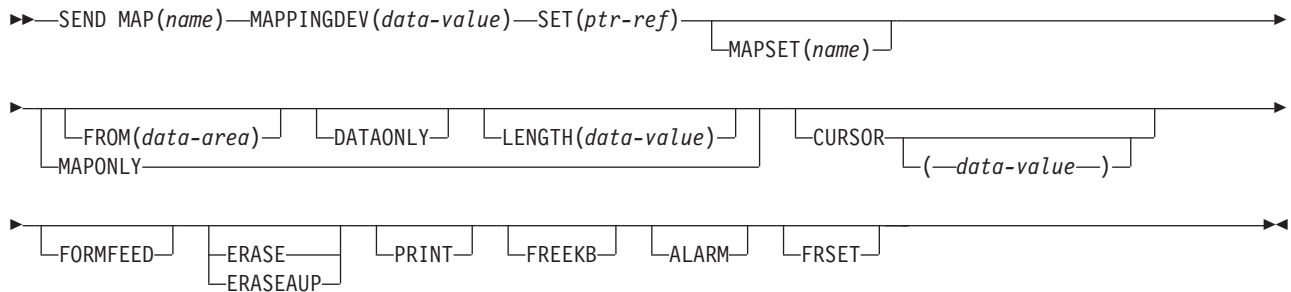 SEND MAP(name) MAPPINGDEV(data-value) SET(ptr-ref)
MAPSET(name)
FROM(data-area) DATAONLY LENGTH(data-value) CURSOR
MAPONLY ( data-value )
FORMFEED ERASE PRINT FREEKB ALARM FRSET
ERASEAUP